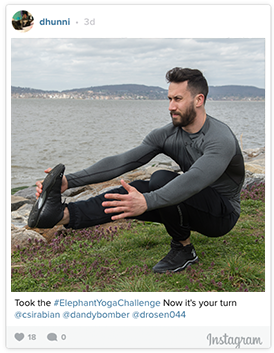 dhunni • 3d
Took the #ElephantYogaChallenge Now it's your turn
@csirabian @dandybomber @drosen044
18 0 Instagram